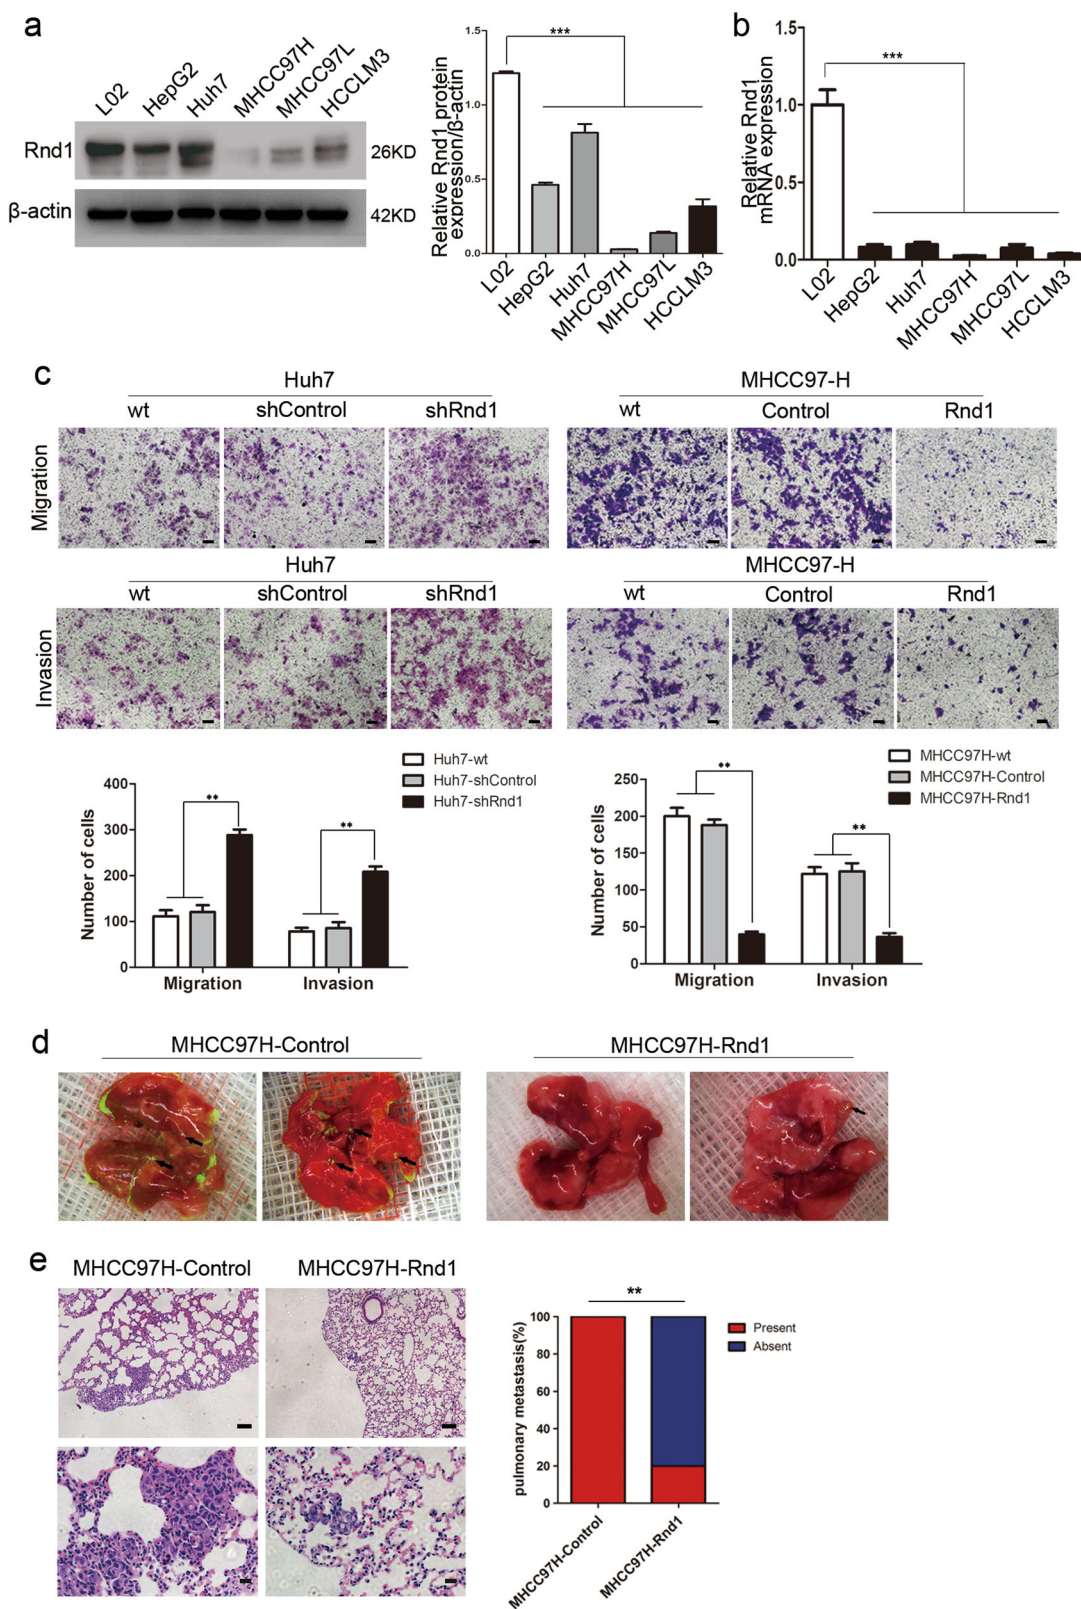 a
L02 HepG2 Huh7 MHCC97H MHCC97L HCCLM3
Rnd1 26KD
β-actin 42KD
Relative Rnd1 protein
expression/ß-actin
1.5
1.0
0.5
0.0
***
L02 HepG2 Huh7 MHCC97H MHCC97L HCCLM3
b
Relative Rnd1
mRNA expression
1.5
1.0
0.5
0.0
***
L02 HepG2 Huh7 MHCC97H MHCC97L HCCLM3
c
Huh7 MHCC97-H
wt shControl shRnd1 wt Control Rnd1
Migration
Huh7 MHCC97-H
wt shControl shRnd1 wt Control Rnd1
Invasion
Number of cells
400
300
200
100
0
** **
Migration Invasion
Huh7-wt
Huh7-shControl
Huh7-shRnd1
Number of cells
250
200
150
100
50
0
** **
Migration Invasion
MHCC97H-wt
MHCC97H-Control
MHCC97H-Rnd1
d
MHCC97H-Control MHCC97H-Rnd1
e
MHCC97H-Control MHCC97H-Rnd1
pulmonary metastasis(%)
100
80
60
40
20
0
**
MHCC97H-Control MHCC97H-Rnd1
Present
Absent